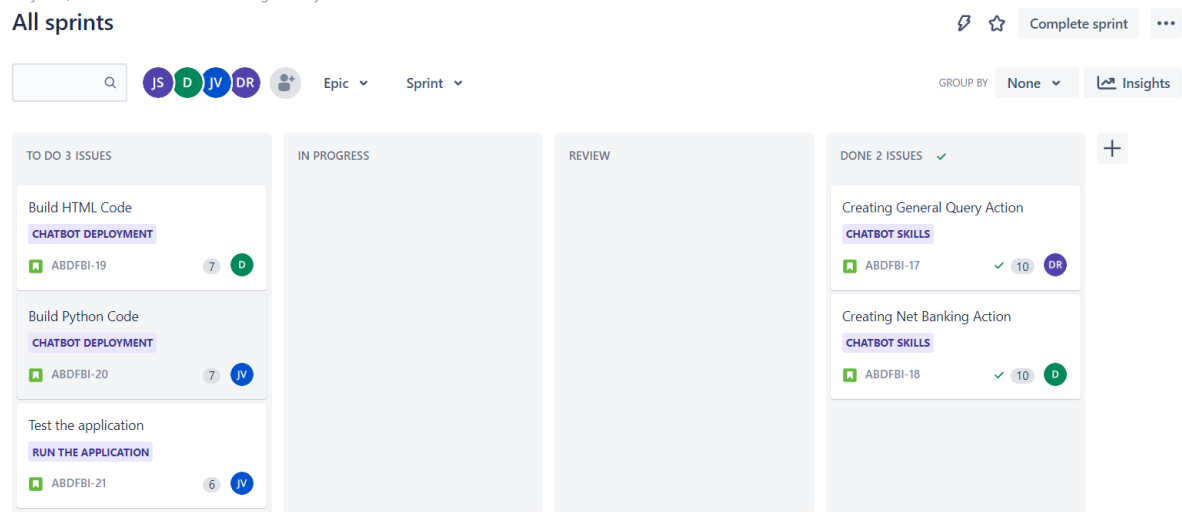 All sprints
Complete sprint
JS D JV DR
Epic
Sprint
GROUP BY
None
Insights
TO DO 3 ISSUES
Build HTML Code
CHATBOT DEPLOYMENT
ABDFBI-19
7
D
Build Python Code
CHATBOT DEPLOYMENT
ABDFBI-20
7
JV
Test the application
RUN THE APPLICATION
ABDFBI-21
6
JV
IN PROGRESS
REVIEW
DONE 2 ISSUES
Creating General Query Action
CHATBOT SKILLS
ABDFBI-17
10
DR
Creating Net Banking Action
CHATBOT SKILLS
ABDFBI-18
10
D